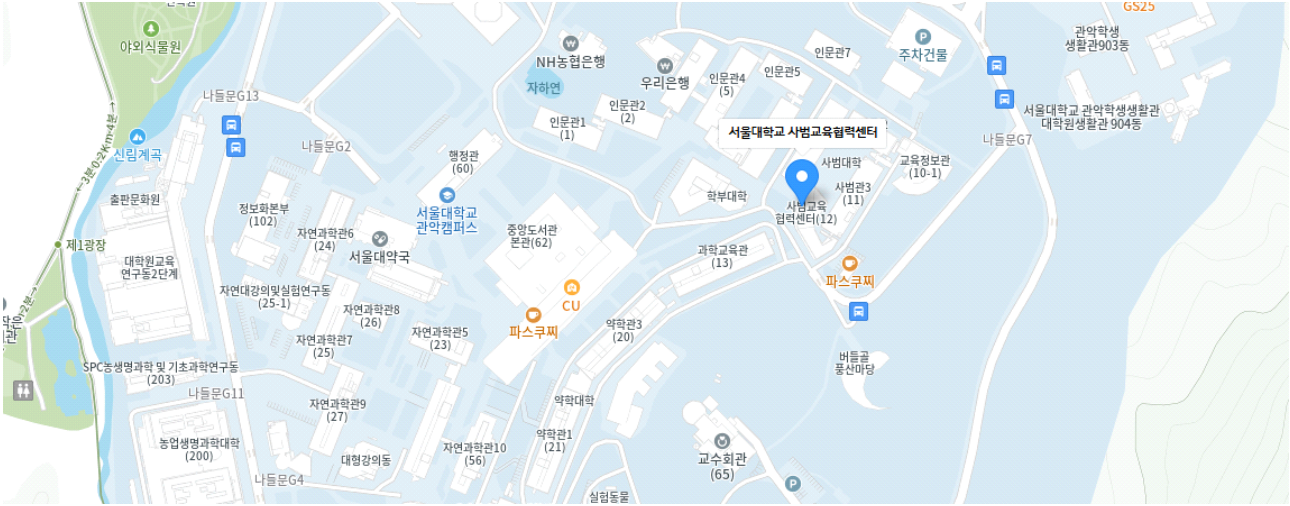 GS25
야외식물원
NH농협은행
자하연
우리은행
인문관7
인문관5
인문관4
(5)
인문관2
(2)
인문관1
(1)
주차건물
관악학생
생활관903동
서울대학교 관악학생생활관
대학원생활관 904동
나들문G13
나들문G2
나들문G7
←3분·0.2Km·4분→
신림계곡
행정관
(60)
서울대학교
관악캠퍼스
서울대학교 사범교육협력센터
사범대학
교육정보관
(10-1)
사범관3
(11)
사범교육
협력센터(12)
학부대학
출판문화원
정보화본부
(102)
제1광장
대학원교육
연구동2단계
자연과학관6
(24)
서울대약국
중앙도서관
본관(62)
과학교육관
(13)
파스쿠찌
자연대강의및실험연구동
(25-1)
자연과학관8
(26)
CU
파스쿠찌
자연과학관7
(25)
자연과학관5
(23)
약학관3
(20)
버들골
풍산마당
SPC농생명과학 및 기초과학연구동
(203)
나들문G11
자연과학관9
(27)
약학대학
약학관1
(21)
농업생명과학대학
(200)
대형강의동
자연과학관10
(56)
교수회관
(65)
나들문G4
실험동물